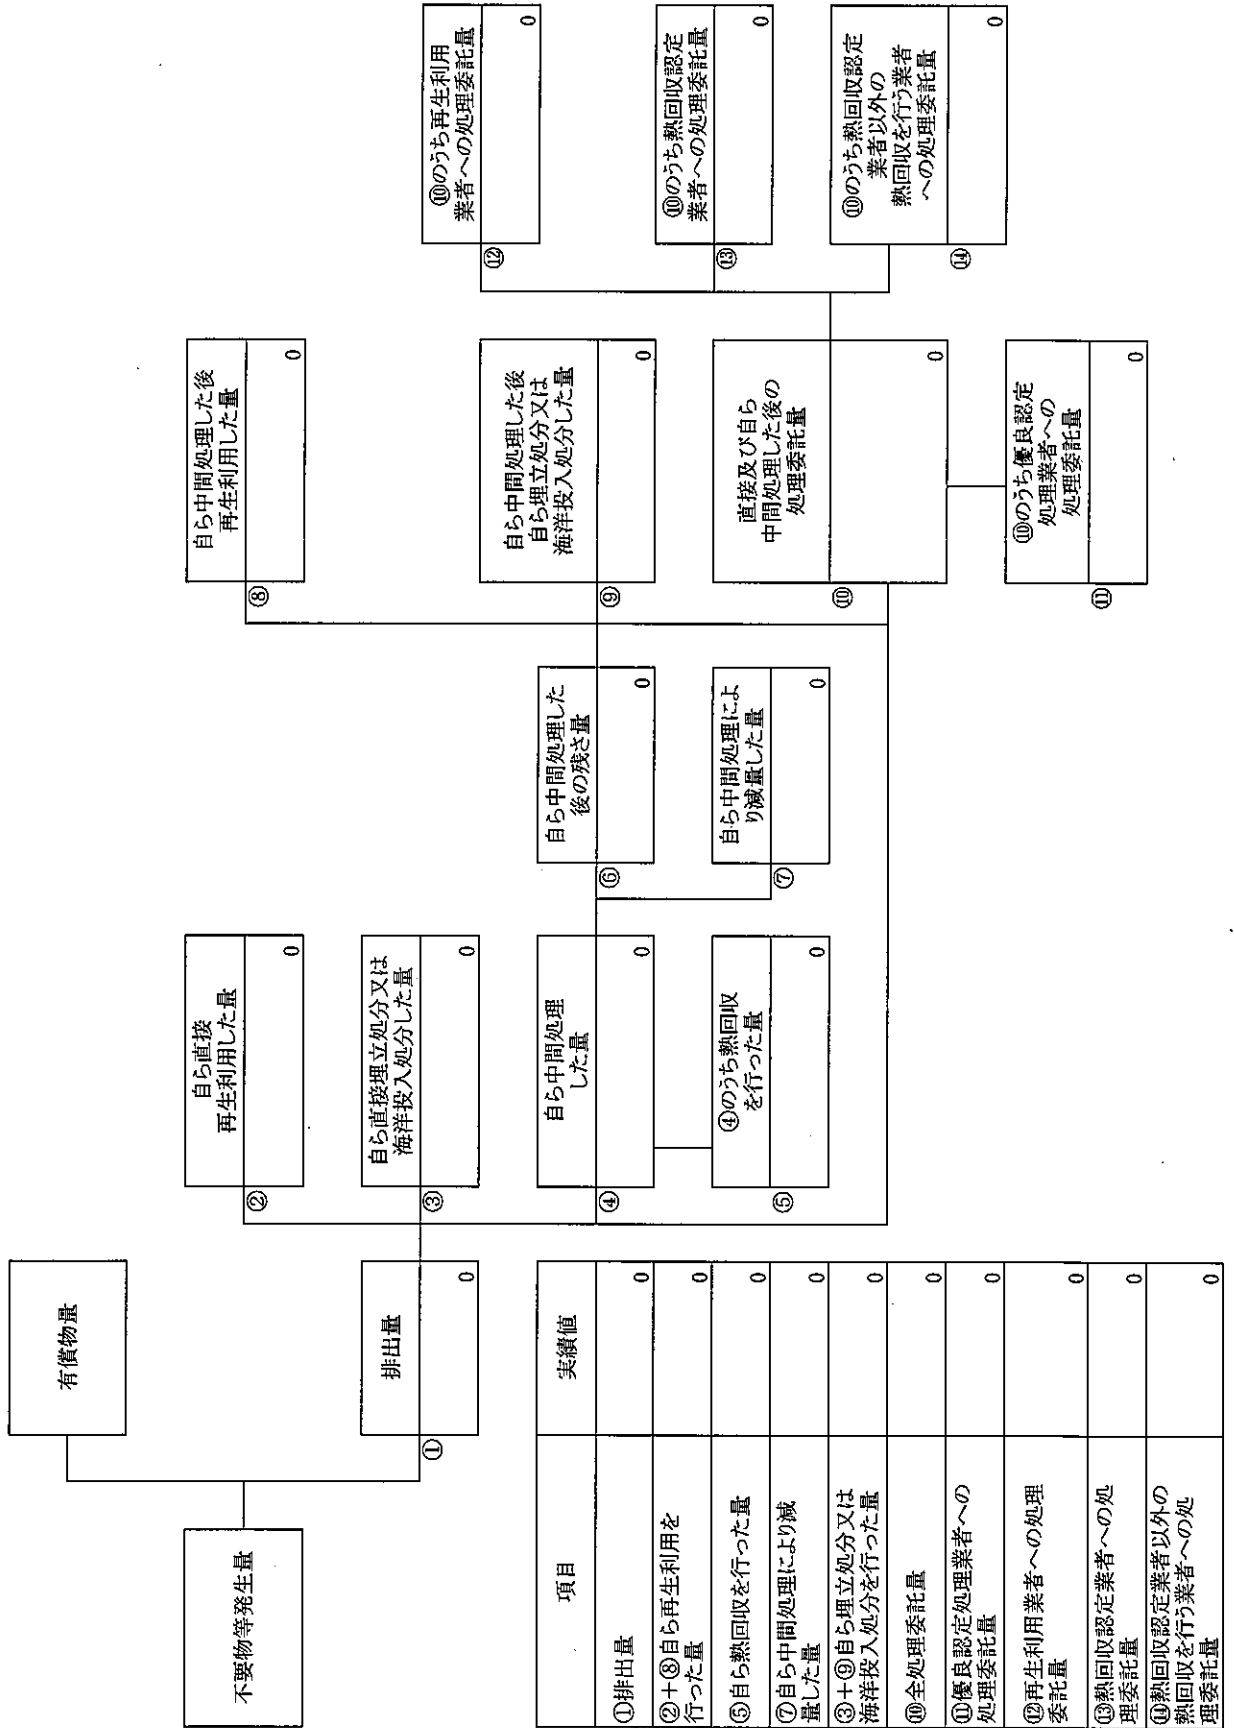 不要物等発生量
有償物量
①
排出量
0
②
自ら直接
再生利用した量
0
③
自ら直接埋立処分又は
海洋投入処分した量
0
④
自ら中間処理
した量
0
⑤
④のうち熱回収
を行った量
0
⑥
自ら中間処理した
後の残さ量
0
⑦
自ら中間処理によ
り減量した量
0
⑧
自ら中間処理した後
再生利用した量
0
⑨
自ら中間処理した後
自ら埋立処分又は
海洋投入処分した量
0
⑩
直接及び自ら
中間処理した後の
処理委託量
0
⑪
⑩のうち優良認定
処理業者への
処理委託量
0
⑫
⑩のうち再生利用
業者への処理委託量
0
⑬
⑩のうち熱回収認定
業者への処理委託量
0
⑭
⑩のうち熱回収認定
業者以外の
熱回収を行う業者
への処理委託量
0
項目
実績値
①排出量
0
②+⑧自ら再生利用を
行った量
0
⑤自ら熱回収を行った量
0
⑦自ら中間処理により減
量した量
0
③+⑨自ら埋立処分又は
海洋投入処分を行った量
0
⑩全処理委託量
0
⑪優良認定処理業者への
処理委託量
0
⑫再生利用業者への処理
委託量
0
⑬熱回収認定業者への処
理委託量
0
⑭熱回収認定業者以外の
熱回収を行う業者への処
理委託量
0